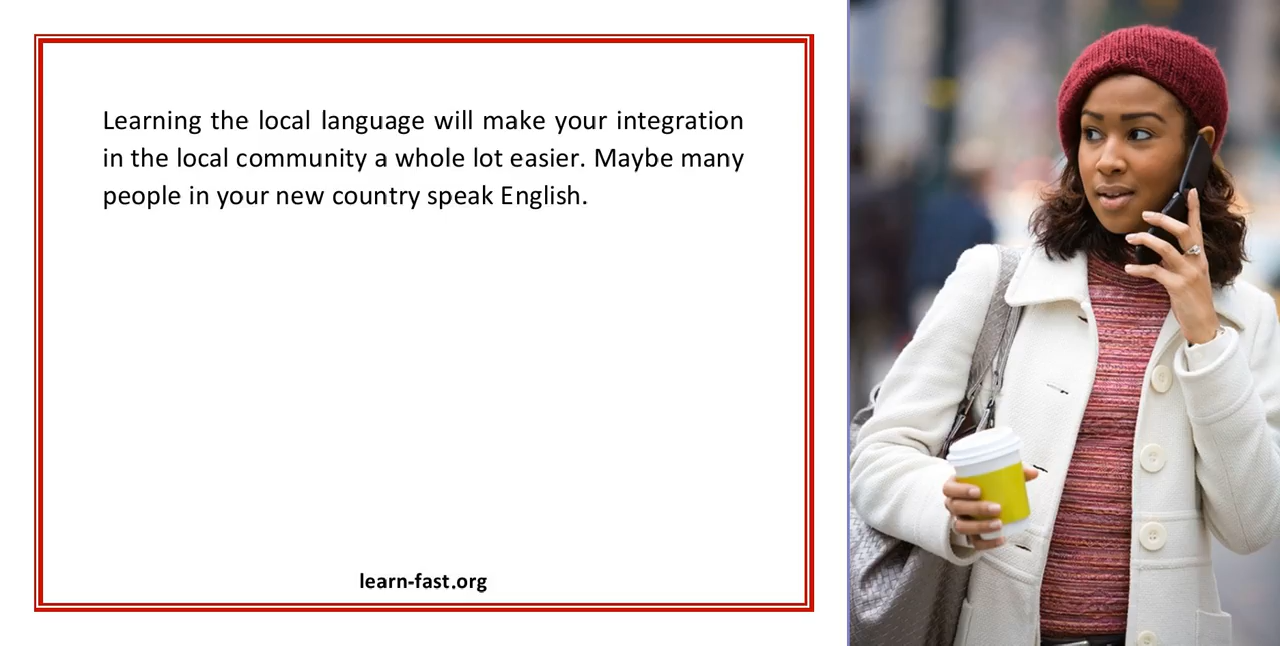 Learning the local language will make your integration
in the local community a whole lot easier. Maybe many
people in your new country speak English.
learn-fast.org